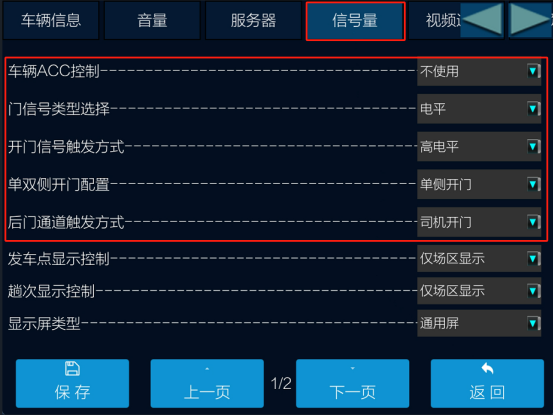 车辆信息 音量 服务器 信号量 视频
车辆ACC控制 不使用
门信号类型选择 电平
开门信号触发方式 高电平
单双侧开门配置 单侧开门
后门通道触发方式 司机开门
发车点显示控制 仅场区显示
趟次显示控制 仅场区显示
显示屏类型 通用屏
保存 上一页 1/2 下一页 返回